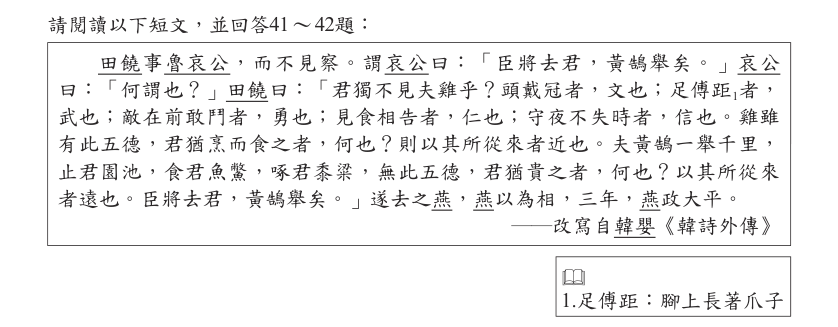 請閱讀以下短文，並回答41～42題：
田饒事魯哀公，而不見察。謂哀公曰：「臣將去君，黃鵠舉矣。」哀公
曰：「何謂也？」田饒曰：「君獨不見夫雞乎？頭戴冠者，文也；足傅距1者，
武也；敵在前敢鬥者，勇也；見食相告者，仁也；守夜不失時者，信也。雞雖
有此五德，君猶烹而食之者，何也？則以其所從來者近也。夫黃鵠一舉千里，
止君園池，食君魚鱉，啄君黍粱，無此五德，君猶貴之者，何也？以其所從來
者遠也。臣將去君，黃鵠舉矣。」遂去之燕，燕以為相，三年，燕政大平。
——改寫自韓嬰《韓詩外傳》
1.足傅距：腳上長著爪子